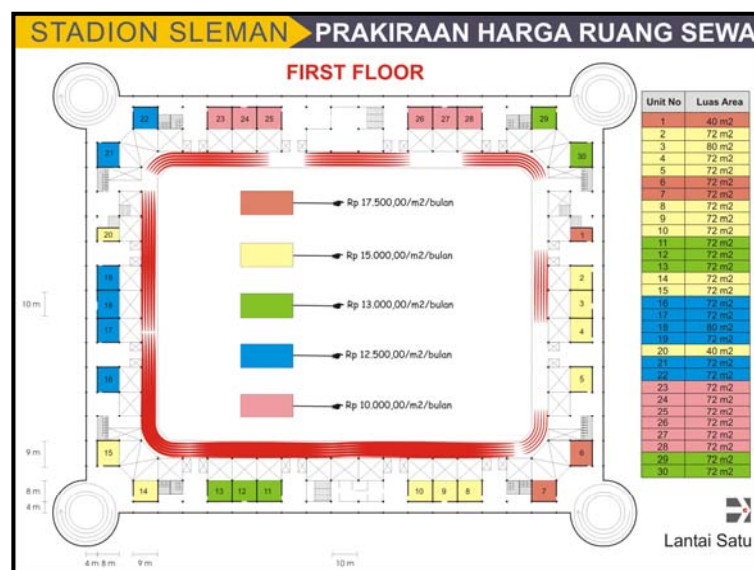 STADION SLEMAN PRAKIRAAN HARGA RUANG SEWA
FIRST FLOOR
22 23 24 25 26 27 28 29
21 30
20 1
2
3
17 4
16 5
15 6
14 13 12 11 10 9 8 7
Rp 17.500,00/m2/bulan
Rp 15.000,00/m2/bulan
Rp 13.000,00/m2/bulan
Rp 12.500,00/m2/bulan
Rp 10.000,00/m2/bulan
10 m
9 m
8 m
4 m
4 m 8 m 9 m 10 m
Unit No Luas Area
1 40 m2
2 72 m2
3 80 m2
4 72 m2
5 72 m2
6 72 m2
7 72 m2
8 72 m2
9 72 m2
10 72 m2
11 72 m2
12 72 m2
13 72 m2
14 72 m2
15 72 m2
16 72 m2
17 72 m2
18 80 m2
19 72 m2
20 40 m2
21 72 m2
22 72 m2
23 72 m2
24 72 m2
25 72 m2
26 72 m2
27 72 m2
28 72 m2
29 72 m2
30 72 m2
Lantai Satu